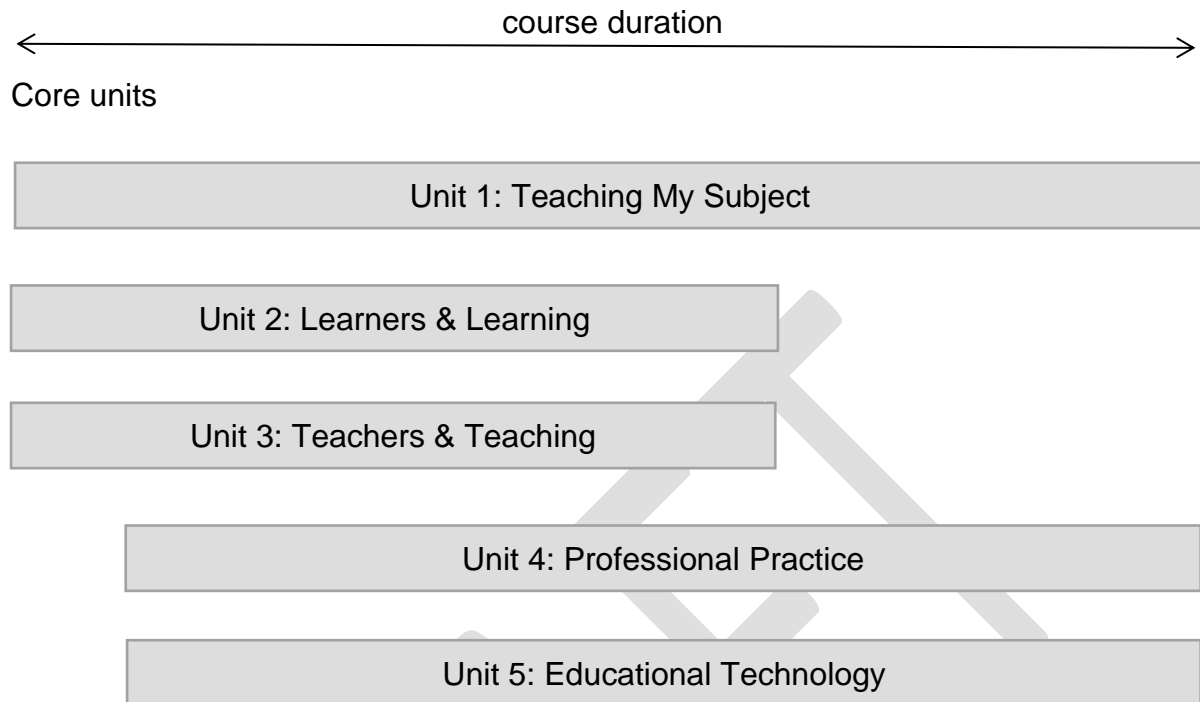 course duration
Core units
Unit 1: Teaching My Subject
Unit 2: Learners & Learning
Unit 3: Teachers & Teaching
Unit 4: Professional Practice
Unit 5: Educational Technology